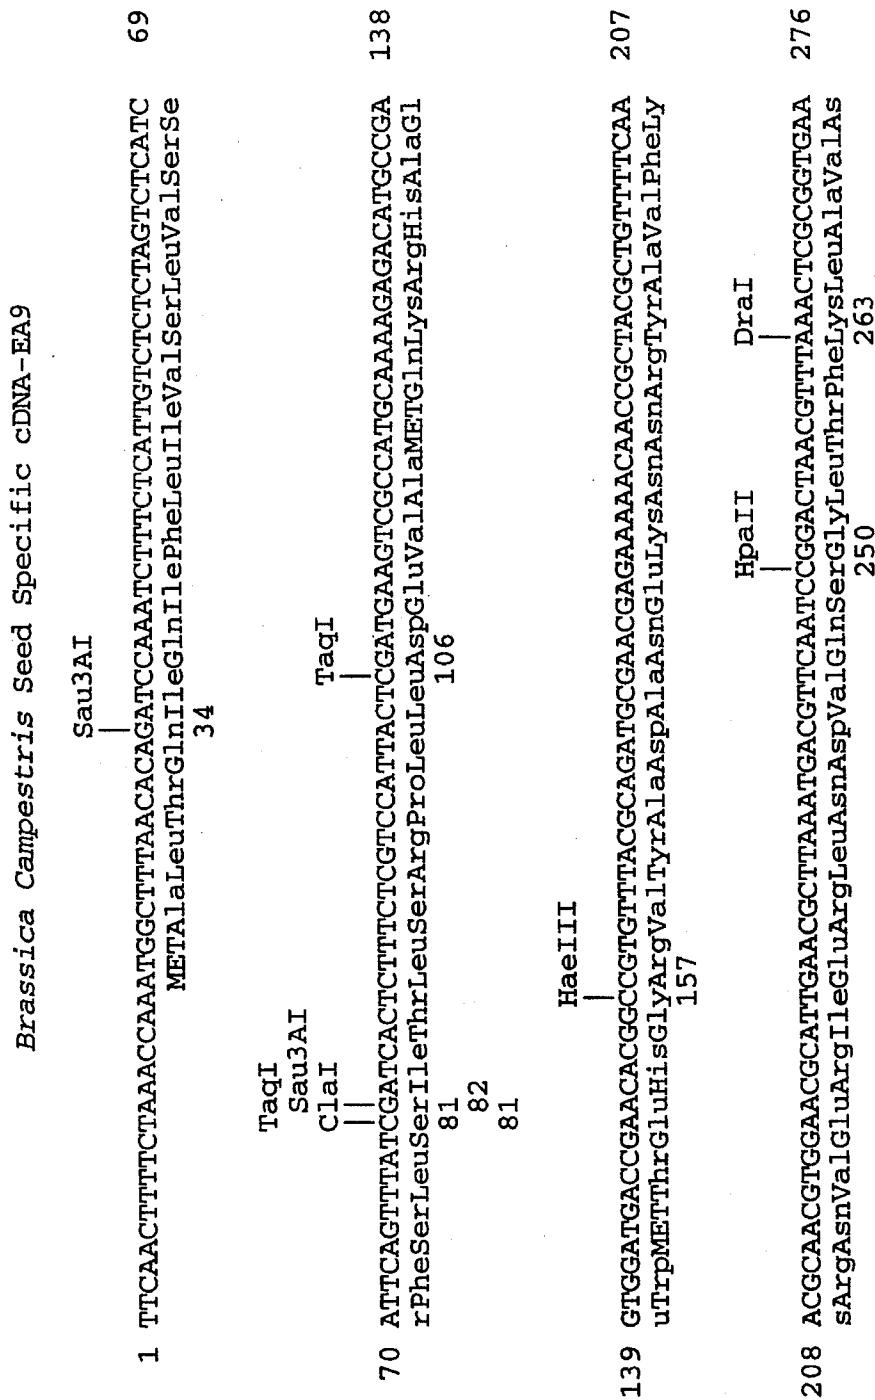 Brassica Campestris Seed Specific cDNA-EA9
Sau3AI
1 TTCAACTTTTCTAAACCAAATGGCTTTAACACAGATCCAAATCTTTCTCATTGTCTCTCTAGTCTCATC 69
METAlaLeuThrGlnIleGlnIlePheLeuIleValSerLeuValSerSe
34
TaqI
Sau3AI
ClaI TaqI
70 ATTCAGTTTATCGATCACTCTTTCTCGTCCATTACTCGATGAAGTCGCCATGCAAAAGAGACATGCCGA 138
rPheSerLeuSerIleThrLeuSerArgProLeuLeuAspGluValAlaMETGlnLysArgHisAlaGl
81 106
82
81
HaeIII
139 GTGGATGACCGAACACGGCCGTGTTTACGCAGATGCGAACGAGAAAAACAACCGCTACGCTGTTTTCAA 207
uTrpMETThrGluHisGlyArgValTyrAlaAspAlaAsnGluLysAsnAsnArgTyrAlaValPheLy
157
HpaII DraI
208 ACGCAACGTGGAACGCATTGAACGCTTAAATGACGTTCAATCCGGACTAACGTTTAAACTCGCGGTGAA 276
sArgAsnValGluArgIleGluArgLeuAsnAspValGlnSerGlyLeuThrPheLysLeuAlaValAs
250 263